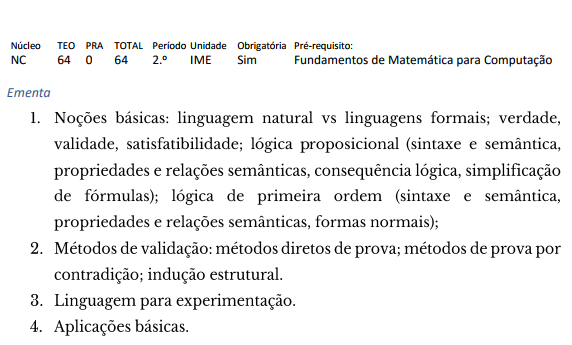 Núcleo TEO PRA TOTAL Período Unidade Obrigatória Pré-requisito:
NC 64 0 64 2.º IME Sim Fundamentos de Matemática para Computação
Ementa
1. Noções básicas: linguagem natural vs linguagens formais; verdade,
validade, satisfatibilidade; lógica proposicional (sintaxe e semântica,
propriedades e relações semânticas, consequência lógica, simplificação
de fórmulas); lógica de primeira ordem (sintaxe e semântica,
propriedades e relações semânticas, formas normais);
2. Métodos de validação: métodos diretos de prova; métodos de prova por
contradição; indução estrutural.
3. Linguagem para experimentação.
4. Aplicações básicas.